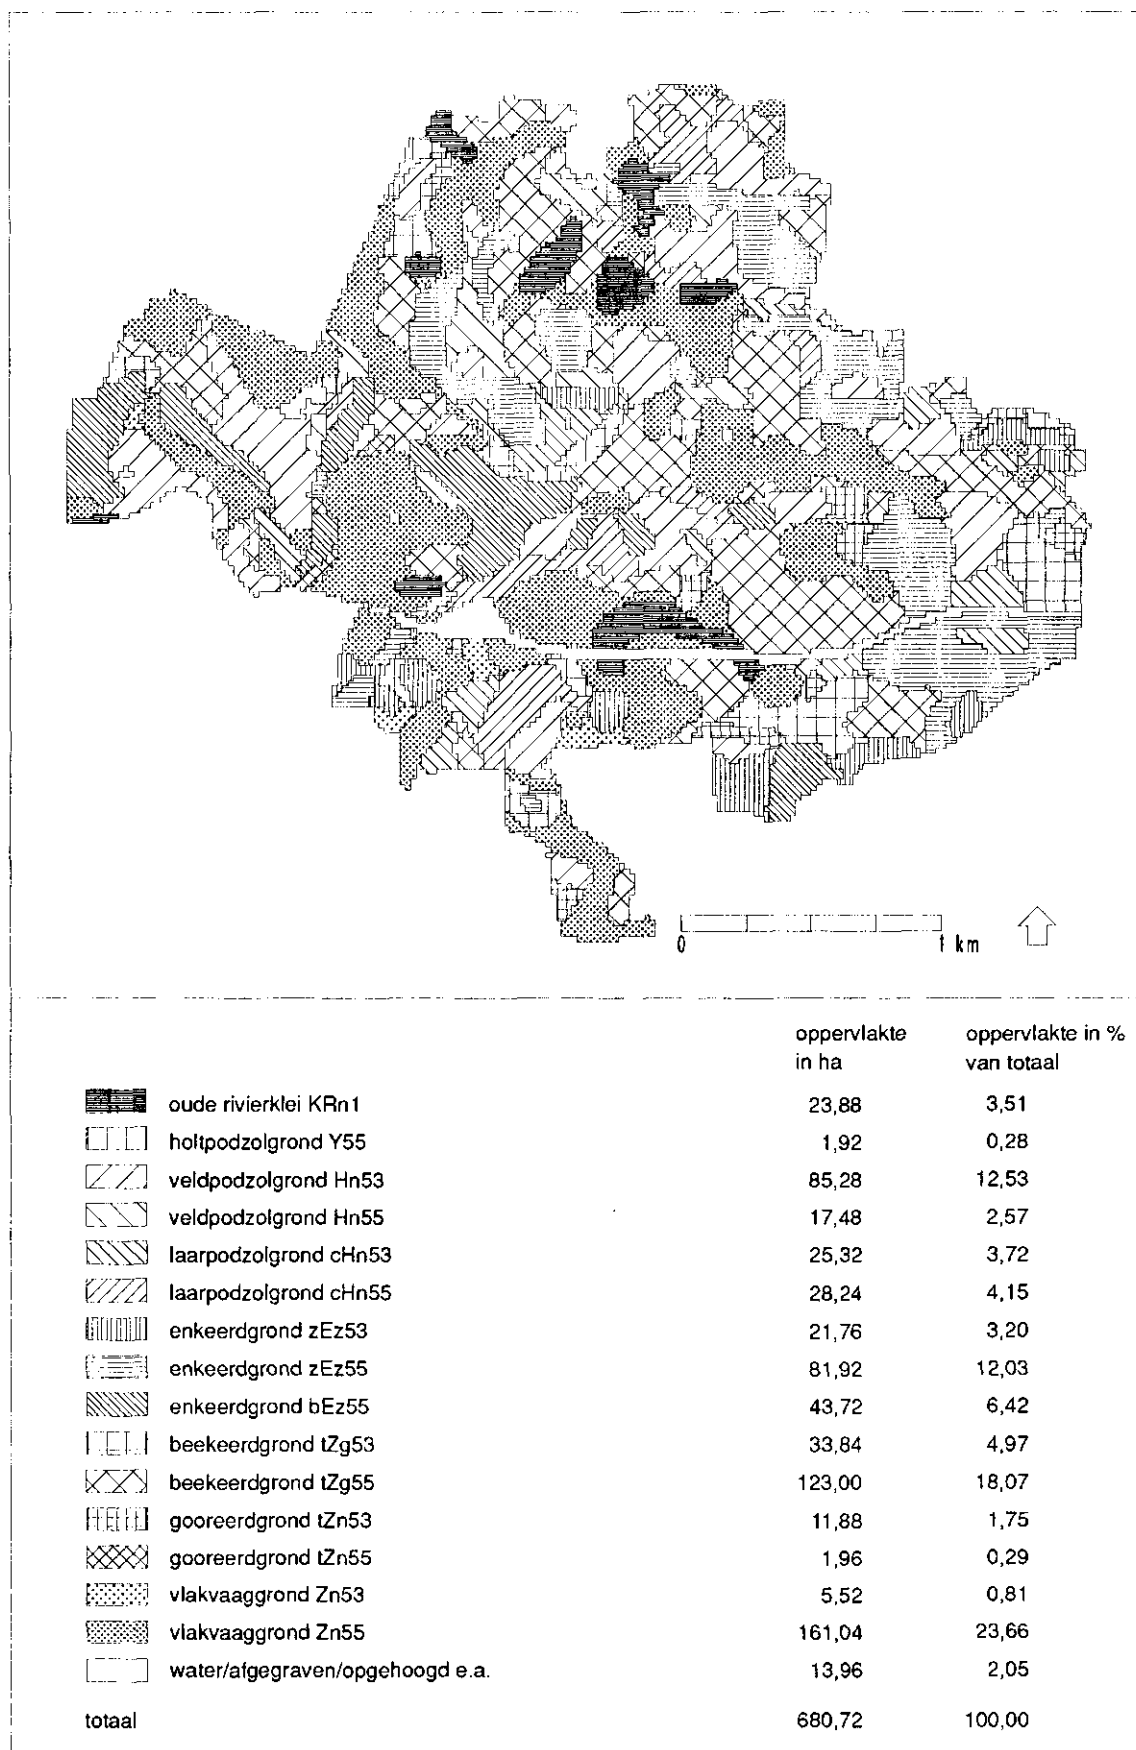 0 1 km
oppervlakte oppervlakte in %
in ha van totaal
oude rivierklei KRn1 23,88 3,51
holtpodzolgrond Y55 1,92 0,28
veldpodzolgrond Hn53 85,28 12,53
veldpodzolgrond Hn55 17,48 2,57
laarpodzolgrond cHn53 25,32 3,72
laarpodzolgrond cHn55 28,24 4,15
enkeerdgrond zEz53 21,76 3,20
enkeerdgrond zEz55 81,92 12,03
enkeerdgrond bEz55 43,72 6,42
beekeerdgrond tZg53 33,84 4,97
beekeerdgrond tZg55 123,00 18,07
gooreerdgrond tZn53 11,88 1,75
gooreerdgrond tZn55 1,96 0,29
vlakvaaggrond Zn53 5,52 0,81
vlakvaaggrond Zn55 161,04 23,66
water/afgegraven/opgehoogd e.a. 13,96 2,05
totaal 680,72 100,00